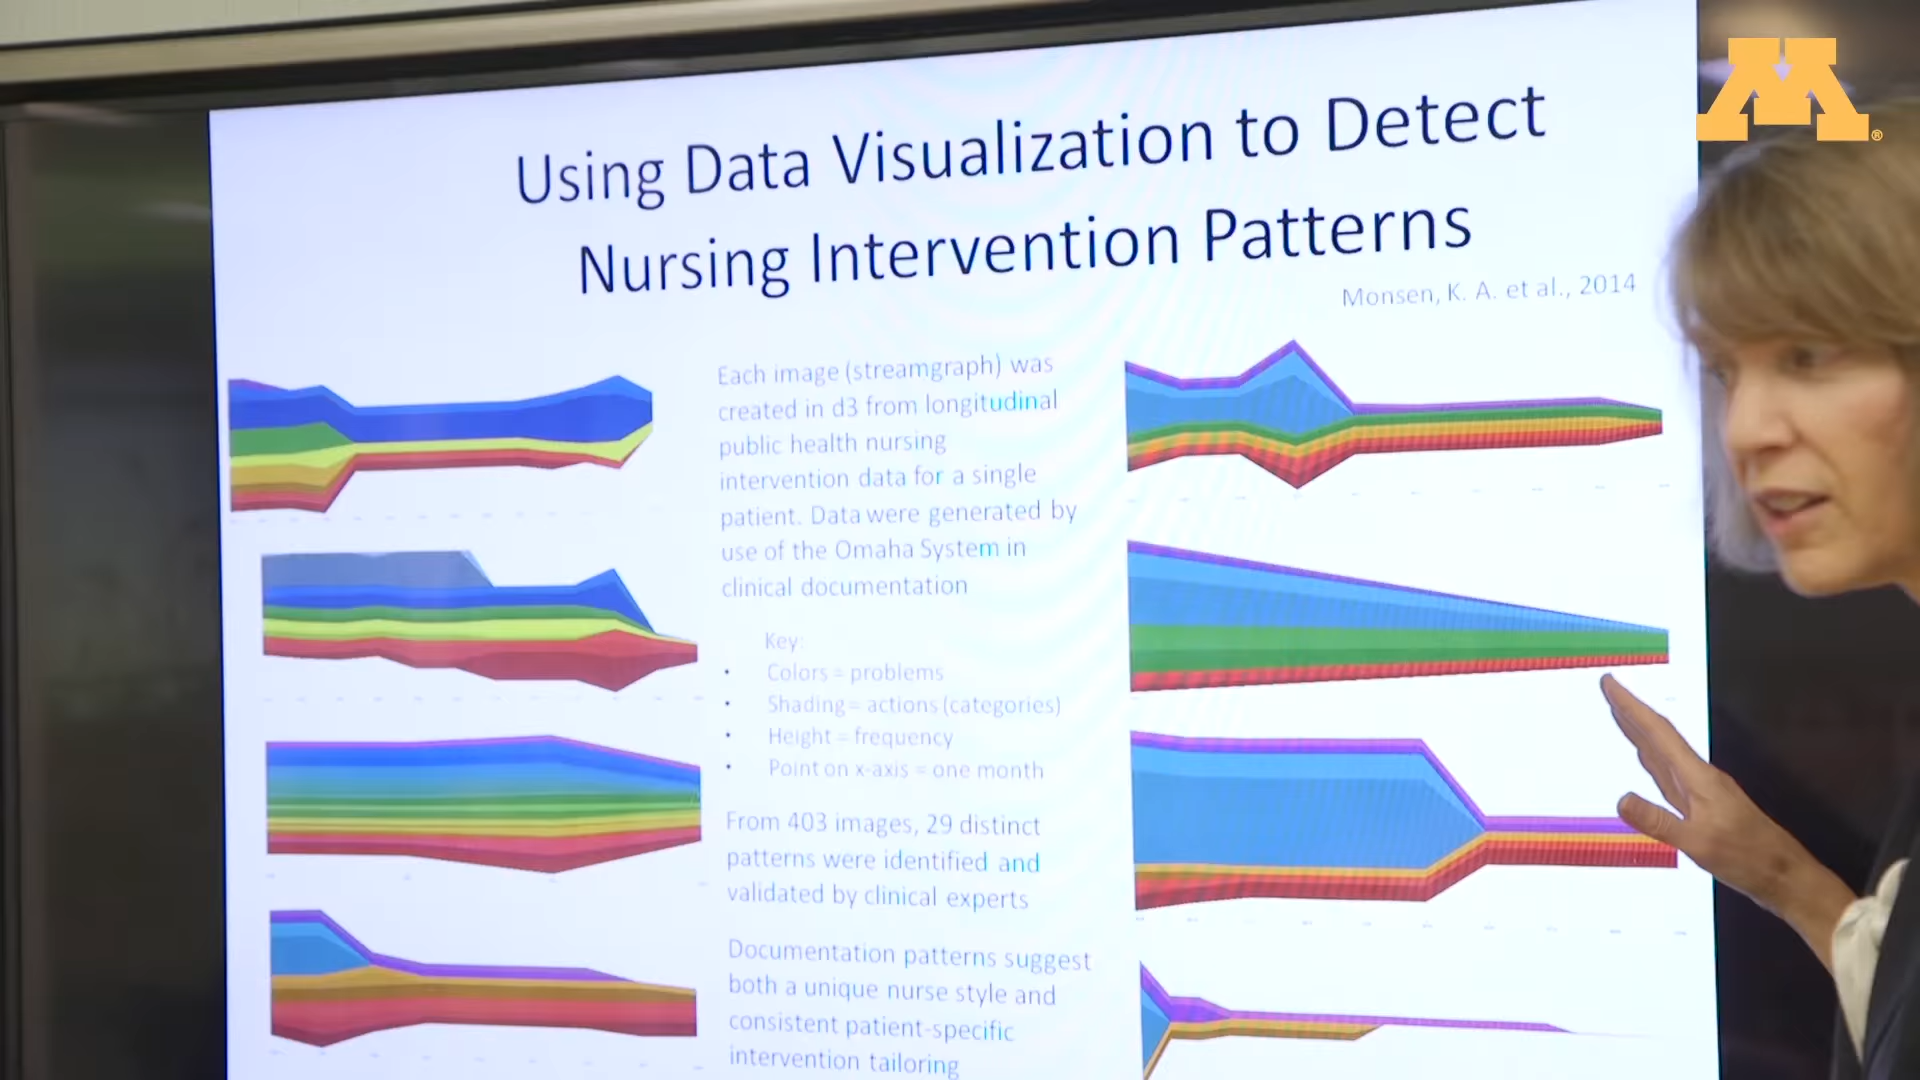 M®
Using Data Visualization to Detect
Nursing Intervention Patterns
Monsen, K. A. et al., 2014
Each image (streamgraph) was
created in d3 from longitudinal
public health nursing
intervention data for a single
patient. Data were generated by
use of the Omaha System in
clinical documentation
Key:
• Colors = problems
• Shading = actions (categories)
• Height = frequency
• Point on x-axis = one month
From 403 images, 29 distinct
patterns were identified and
validated by clinical experts
Documentation patterns suggest
both a unique nurse style and
consistent patient-specific
intervention tailoring